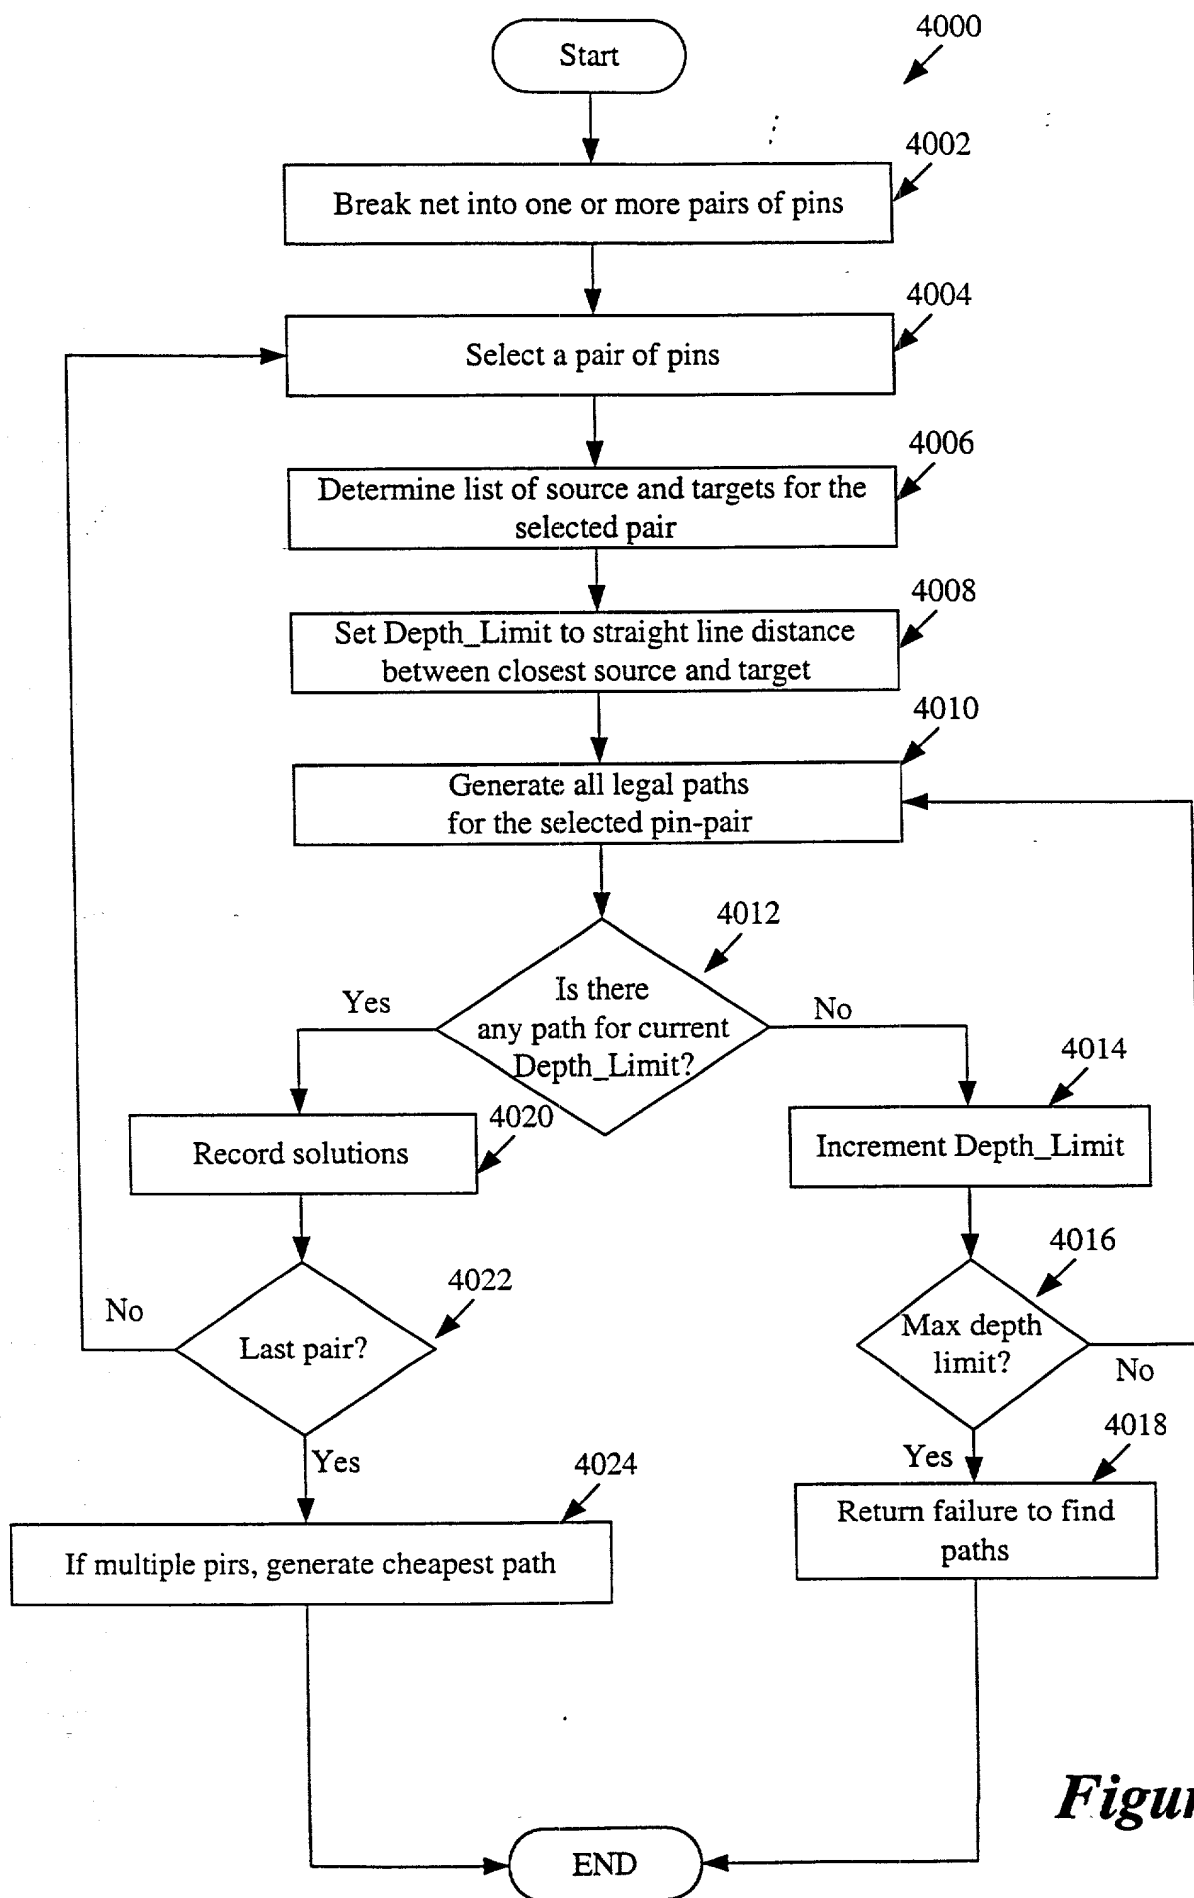 4000
Start
4002
Break net into one or more pairs of pins
4004
Select a pair of pins
4006
Determine list of source and targets for the
selected pair
4008
Set Depth_Limit to straight line distance
between closest source and target
4010
Generate all legal paths
for the selected pin-pair
4012
Is there
any path for current
Depth_Limit?
Yes
No
4014
Increment Depth_Limit
4020
Record solutions
4016
Max depth
limit?
No
4022
Last pair?
No
Yes
4018
Yes
Return failure to find
paths
4024
If multiple pirs, generate cheapest path
END